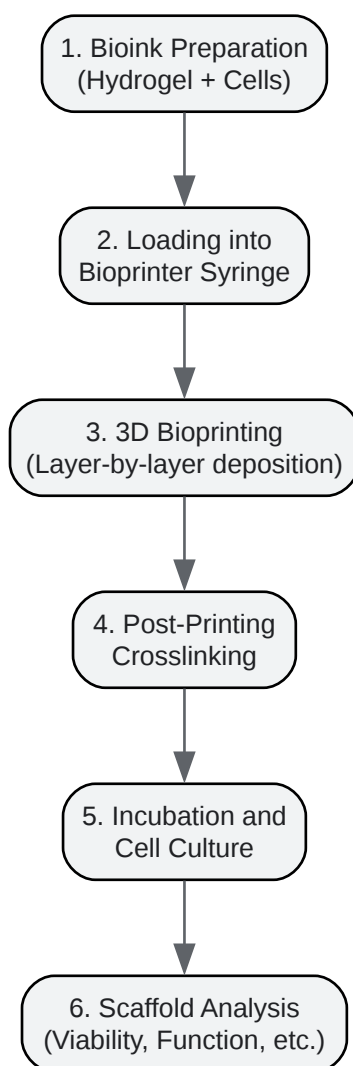 1. Bioink Preparation
(Hydrogel + Cells)
2. Loading into
Bioprinter Syringe
3. 3D Bioprinting
(Layer-by-layer deposition)
4. Post-Printing
Crosslinking
5. Incubation and
Cell Culture
6. Scaffold Analysis
(Viability, Function, etc.)